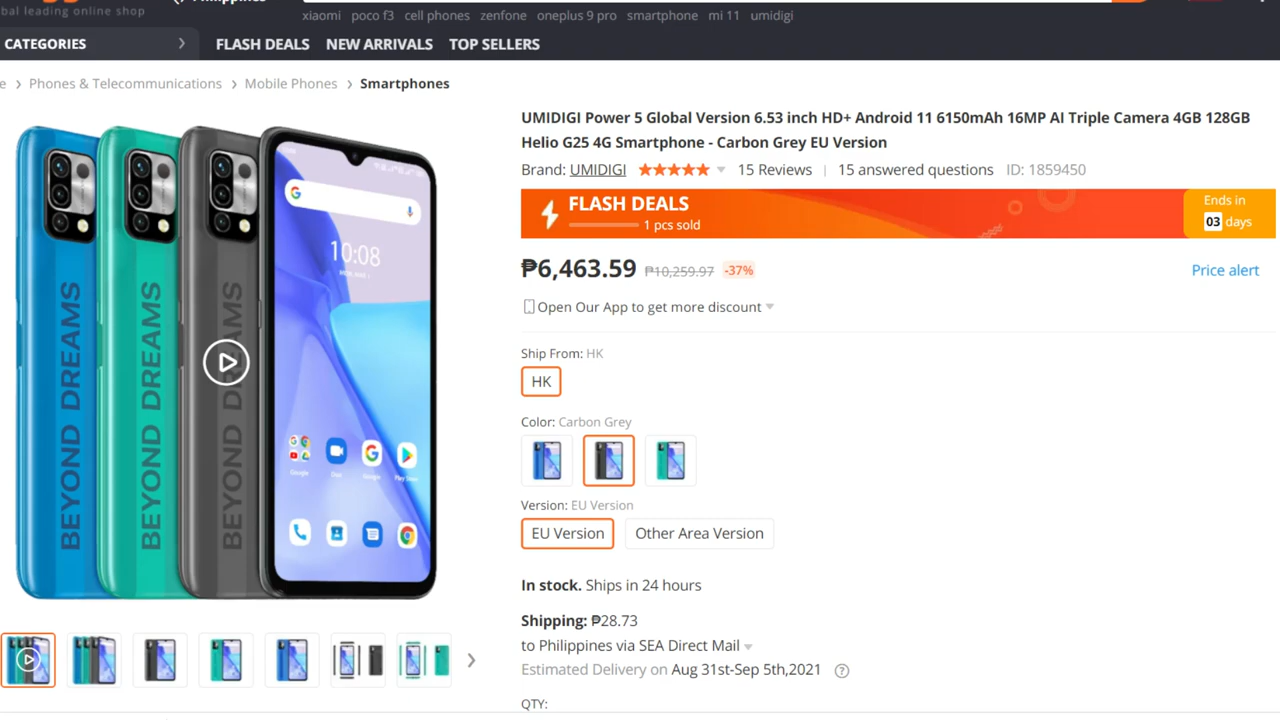 bal leading online shop
Philippines
xiaomi poco f3 cell phones zenfone oneplus 9 pro smartphone mi 11 umidigi
CATEGORIES
FLASH DEALS NEW ARRIVALS TOP SELLERS
e > Phones & Telecommunications > Mobile Phones > Smartphones
UMIDIGI Power 5 Global Version 6.53 inch HD+ Android 11 6150mAh 16MP AI Triple Camera 4GB 128GB
Helio G25 4G Smartphone - Carbon Grey EU Version
Brand: UMIDIGI 15 Reviews | 15 answered questions ID: 1859450
FLASH DEALS
1 pcs sold
Ends in
03 days
₱6,463.59 ₱10,259.97 -37%
Price alert
Open Our App to get more discount
Ship From: HK
HK
Color: Carbon Grey
Version: EU Version
EU Version
Other Area Version
In stock. Ships in 24 hours
Shipping: ₱28.73
to Philippines via SEA Direct Mail
Estimated Delivery on Aug 31st-Sep 5th,2021 ?
QTY:
BEYOND DREAMS
BEYOND DREAMS
BEYOND DREAMS
10:08
Google
Duo
Google
Play Store